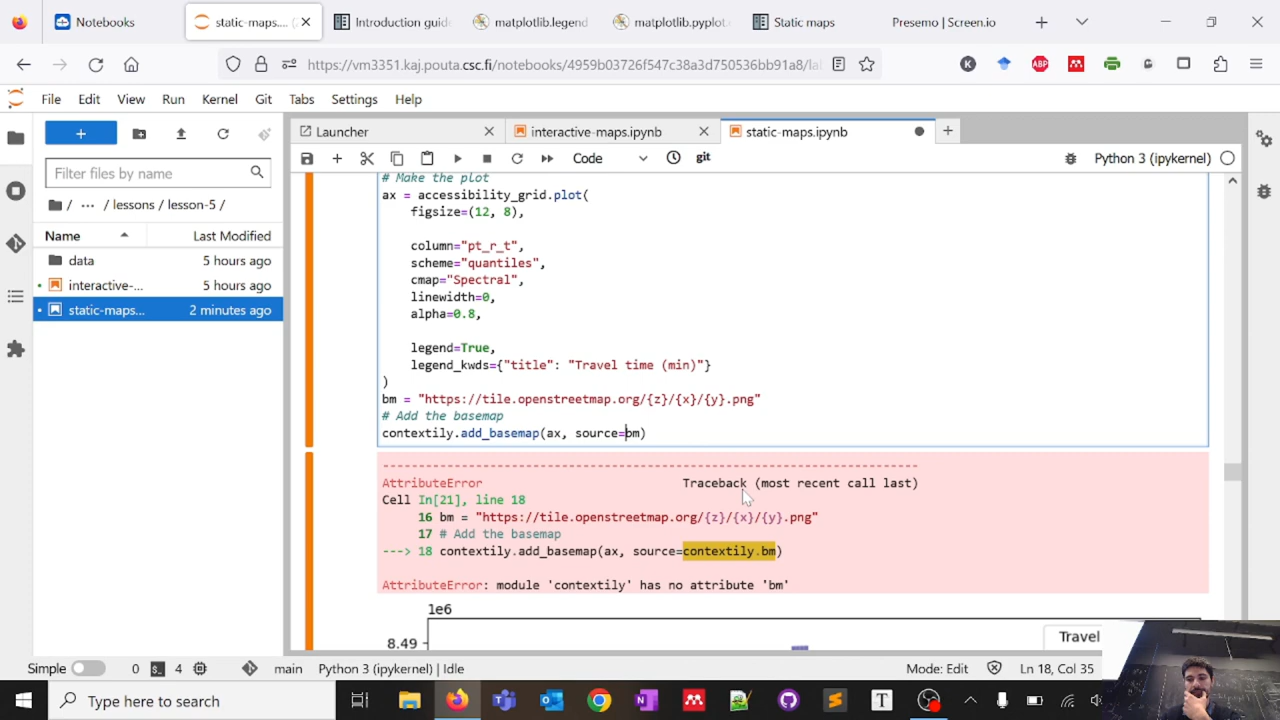 Notebooks
static-maps.... (
Introduction guid
matplotlib.legend
matplotlib.pyplot.
Static maps
Presemo | Screen.io
https://vm3351.kaj.pouta.csc.fi/notebooks/4959b03726f547c38a3d750536bb91a8/la
K
ABP
File Edit View Run Kernel Git Tabs Settings Help
Launcher
interactive-maps.ipynb
static-maps.ipynb
Filter files by name
Code
git
Python 3 (ipykernel)
/ ··· / lessons / lesson-5 /
Name
Last Modified
data
5 hours ago
interactive-...
5 hours ago
static-maps...
2 minutes ago
# Make the plot
ax = accessibility_grid.plot(
figsize=(12, 8),
column="pt_r_t",
scheme="quantiles",
cmap="Spectral",
linewidth=0,
alpha=0.8,
legend=True,
legend_kwds={"title": "Travel time (min)"}
)
bm = "https://tile.openstreetmap.org/{z}/{x}/{y}.png"
# Add the basemap
contextily.add_basemap(ax, source=bm)
---------------------------------------------------------------------------
AttributeError Traceback (most recent call last)
Cell In[21], line 18
16 bm = "https://tile.openstreetmap.org/{z}/{x}/{y}.png"
17 # Add the basemap
---> 18 contextily.add_basemap(ax, source=contextily.bm)
AttributeError: module 'contextily' has no attribute 'bm'
1e6
8.49
Travel
Simple
0
4
main
Python 3 (ipykernel) | Idle
Mode: Edit
Ln 18, Col 35
Type here to search